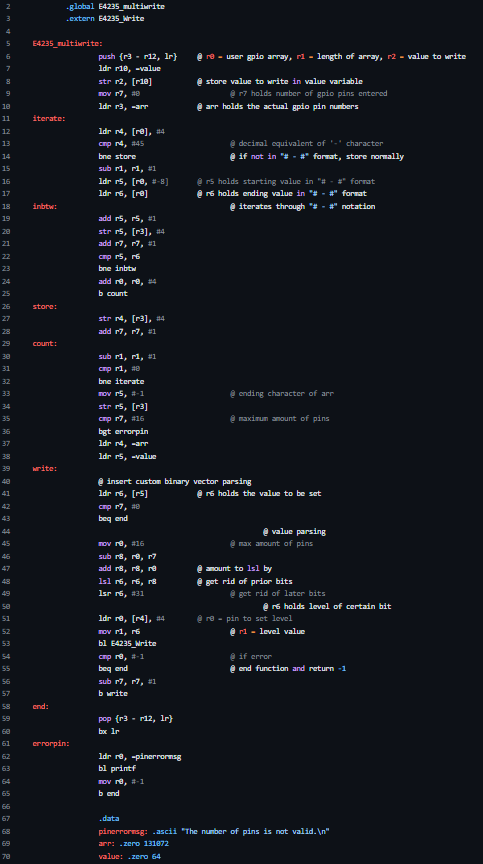 2 .global E4235_multiwrite
3 .extern E4235_Write
4
5 E4235_multiwrite:
6 push {r3 - r12, lr} @ r0 = user gpio array, r1 = length of array, r2 = value to write
7 ldr r10, =value
8 str r2, [r10] @ store value to write in value variable
9 mov r7, #0 @ r7 holds number of gpio pins entered
10 ldr r3, =arr @ arr holds the actual gpio pin numbers
11 iterate:
12 ldr r4, [r0], #4
13 cmp r4, #45 @ decimal equivalent of '-' character
14 bne store @ if not in "# - #" format, store normally
15 sub r1, r1, #1
16 ldr r5, [r0, #-8] @ r5 holds starting value in "# - #" format
17 ldr r6, [r0] @ r6 holds ending value in "# - #" format
18 inbtw: @ iterates through "# - #" notation
19 add r5, r5, #1
20 str r5, [r3], #4
21 add r7, r7, #1
22 cmp r5, r6
23 bne inbtw
24 add r0, r0, #4
25 b count
26 store:
27 str r4, [r3], #4
28 add r7, r7, #1
29 count:
30 sub r1, r1, #1
31 cmp r1, #0
32 bne iterate
33 mov r5, #-1 @ ending character of arr
34 str r5, [r3]
35 cmp r7, #16 @ maximum amount of pins
36 bgt errorpin
37 ldr r4, =arr
38 ldr r5, =value
39 write:
40 @ insert custom binary vector parsing
41 ldr r6, [r5] @ r6 holds the value to be set
42 cmp r7, #0
43 beq end
44 @ value parsing
45 mov r0, #16 @ max amount of pins
46 sub r8, r0, r7
47 add r8, r8, r0 @ amount to lsl by
48 lsl r6, r6, r8 @ get rid of prior bits
49 lsr r6, #31 @ get rid of later bits
50 @ r6 holds level of certain bit
51 ldr r0, [r4], #4 @ r0 = pin to set level
52 mov r1, r6 @ r1 = level value
53 bl E4235_Write
54 cmp r0, #-1 @ if error
55 beq end @ end function and return -1
56 sub r7, r7, #1
57 b write
58 end:
59 pop {r3 - r12, lr}
60 bx lr
61 errorpin:
62 ldr r0, =pinerrormsg
63 bl printf
64 mov r0, #-1
65 b end
66
67 .data
68 pinerrormsg: .ascii "The number of pins is not valid.\n"
69 arr: .zero 131072
70 value: .zero 64